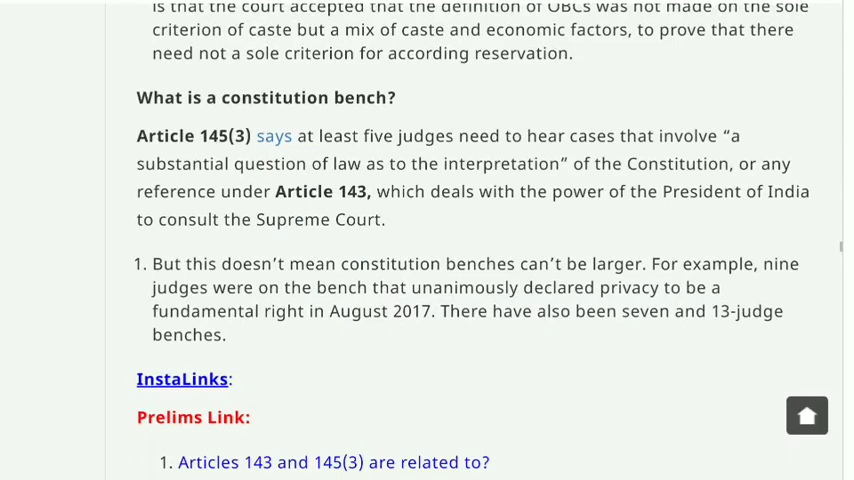 is that the court accepted that the definition of OBCs was not made on the sole
criterion of caste but a mix of caste and economic factors, to prove that there
need not a sole criterion for according reservation.
What is a constitution bench?
Article 145(3) says at least five judges need to hear cases that involve “a
substantial question of law as to the interpretation” of the Constitution, or any
reference under Article 143, which deals with the power of the President of India
to consult the Supreme Court.
1. But this doesn’t mean constitution benches can’t be larger. For example, nine
judges were on the bench that unanimously declared privacy to be a
fundamental right in August 2017. There have also been seven and 13-judge
benches.
InstaLinks:
Prelims Link:
1. Articles 143 and 145(3) are related to?